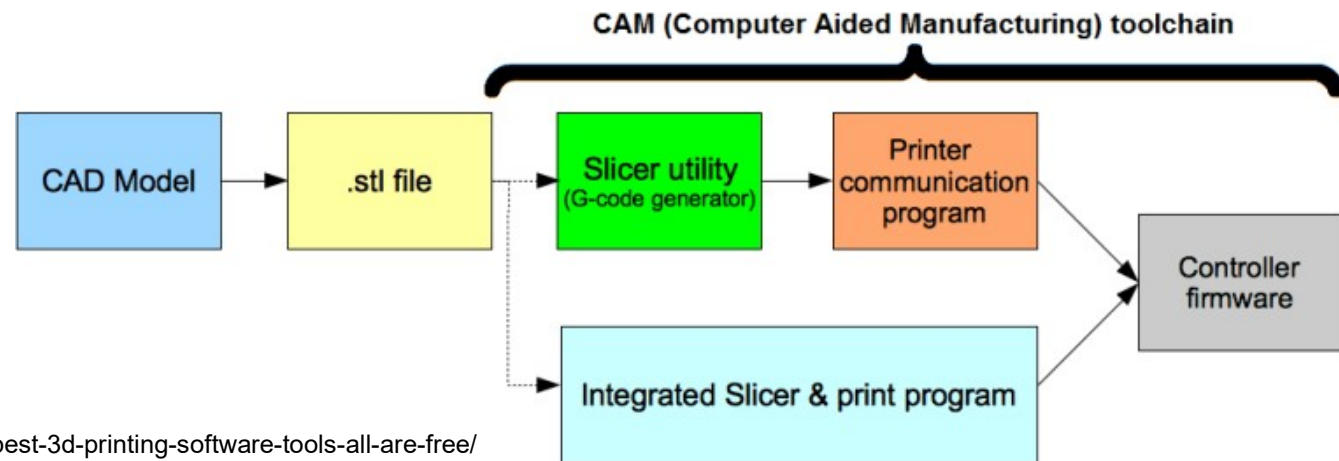 CAM (Computer Aided Manufacturing) toolchain
CAD Model
.stl file
Slicer utility
(G-code generator)
Printer
communication
program
Controller
firmware
Integrated Slicer & print program
best-3d-printing-software-tools-all-are-free/